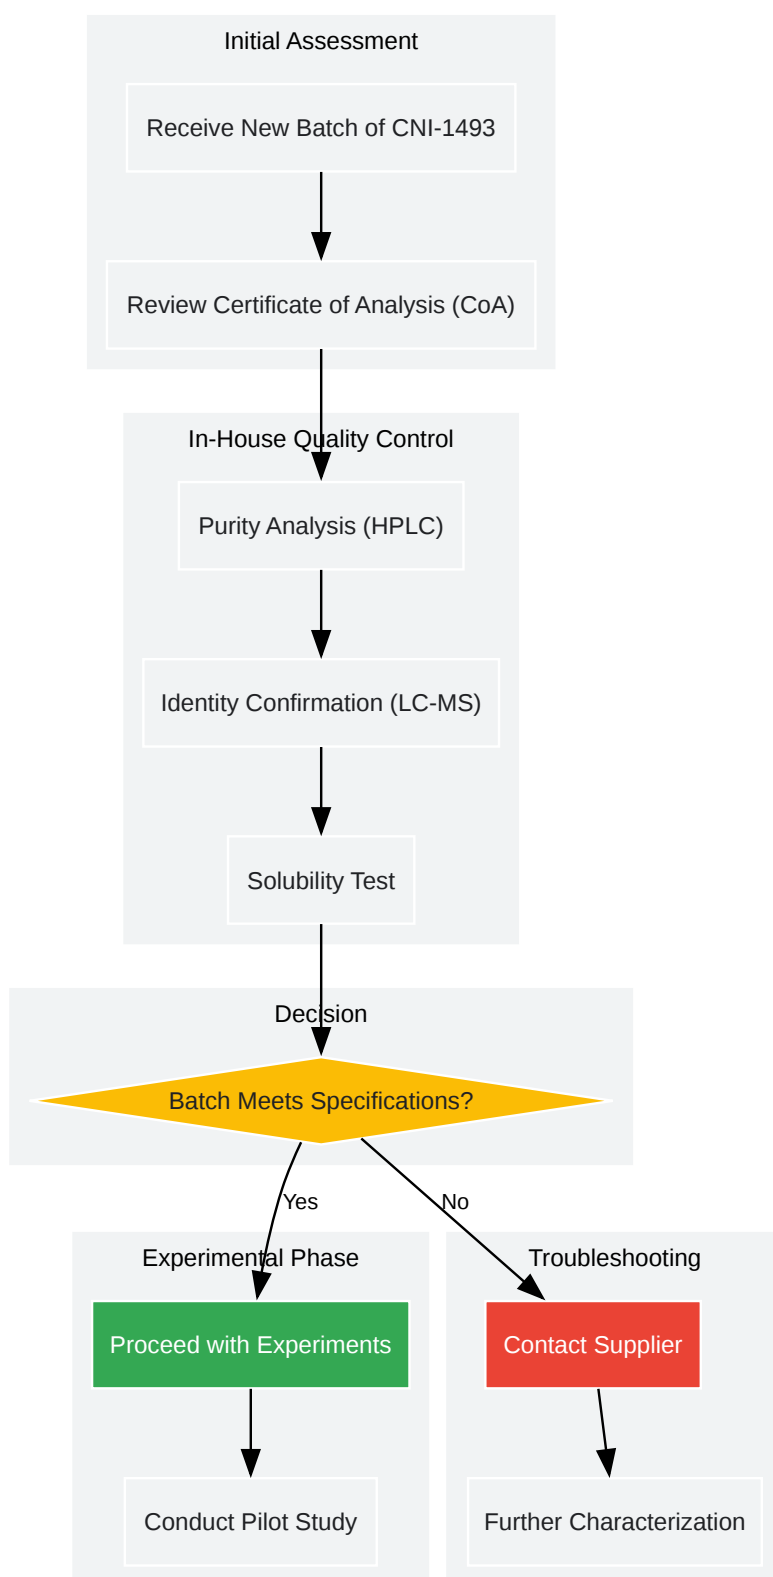 Initial Assessment
Receive New Batch of CNI-1493
Review Certificate of Analysis (CoA)
In-House Quality Control
Purity Analysis (HPLC)
Identity Confirmation (LC-MS)
Solubility Test
Decision
Batch Meets Specifications?
Yes
No
Experimental Phase
Troubleshooting
Proceed with Experiments
Contact Supplier
Conduct Pilot Study
Further Characterization